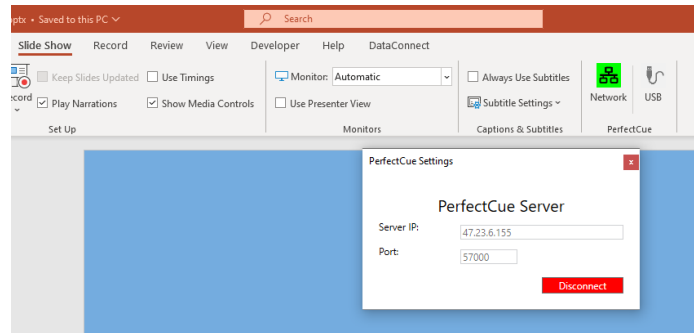 ptx • Saved to this PC
Search
Slide Show Record Review View Developer Help DataConnect
Keep Slides Updated Use Timings Monitor: Automatic Always Use Subtitles
cord Play Narrations Show Media Controls Use Presenter View Subtitle Settings Network USB
Set Up Monitors Captions & Subtitles PerfectCue
PerfectCue Settings x
PerfectCue Server
Server IP: 47.23.6.155
Port: 57000
Disconnect